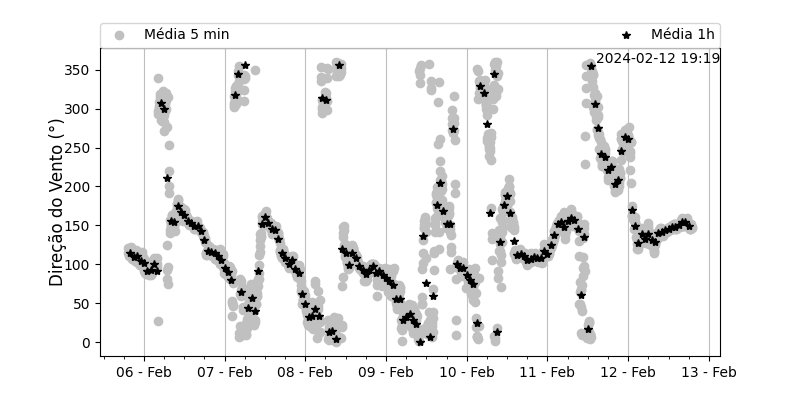 Média 5 min
Média 1h
2024-02-12 19:19
Direção do Vento (°)
350
300
250
200
150
100
50
0
06 - Feb
07 - Feb
08 - Feb
09 - Feb
10 - Feb
11 - Feb
12 - Feb
13 - Feb